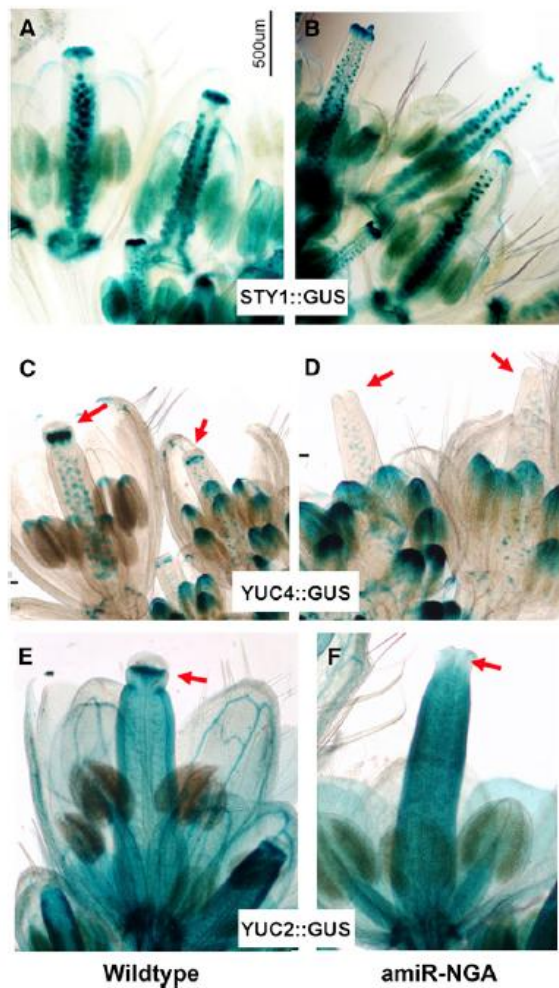 A
500um
B
STY1::GUS
C
D
YUC4::GUS
E
F
YUC2::GUS
Wildtype
amiR-NGA